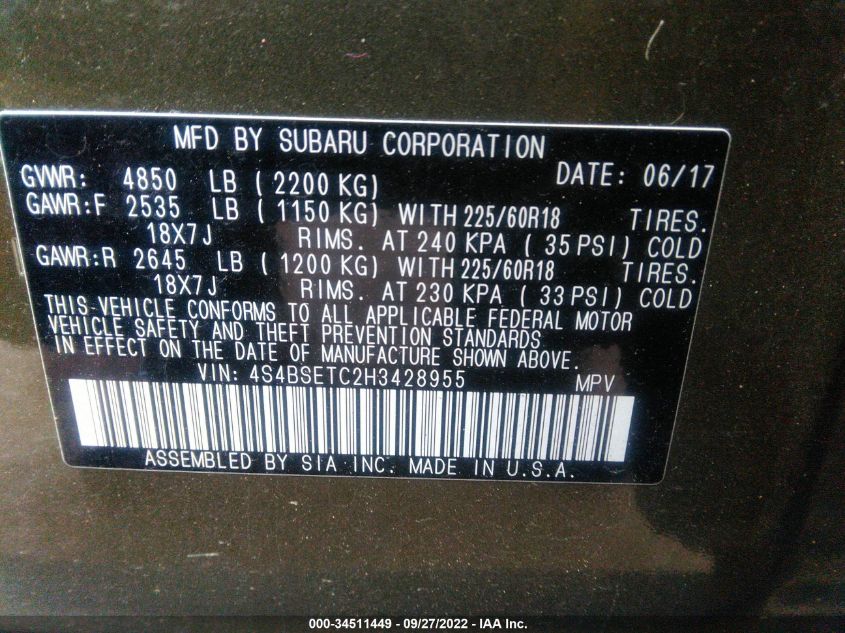 MFD BY SUBARU CORPORATION
GVWR: 4850 LB ( 2200 KG) DATE: 06/17
GAWR:F 2535 LB ( 1150 KG) WITH 225/60R18 TIRES.
18X7J RIMS. AT 240 KPA ( 35 PSI) COLD
GAWR:R 2645 LB ( 1200 KG) WITH 225/60R18 TIRES.
18X7J RIMS. AT 230 KPA ( 33 PSI) COLD
THIS VEHICLE CONFORMS TO ALL APPLICABLE FEDERAL MOTOR
VEHICLE SAFETY AND THEFT PREVENTION STANDARDS
IN EFFECT ON THE DATE OF MANUFACTURE SHOWN ABOVE.
VIN: 4S4BSETC2H3428955 MPV
ASSEMBLED BY SIA INC. MADE IN U.S.A.
000-34511449 - 09/27/2022 - IAA Inc.